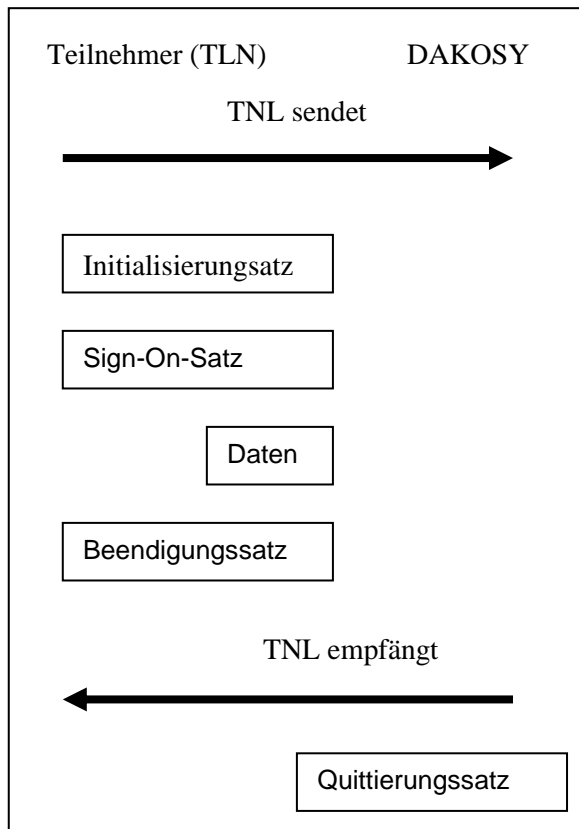 Teilnehmer (TLN) DAKOSY
TNL sendet
Initialisierungsatz
Sign-On-Satz
Daten
Beendigungssatz
TNL empfängt
Quittierungssatz